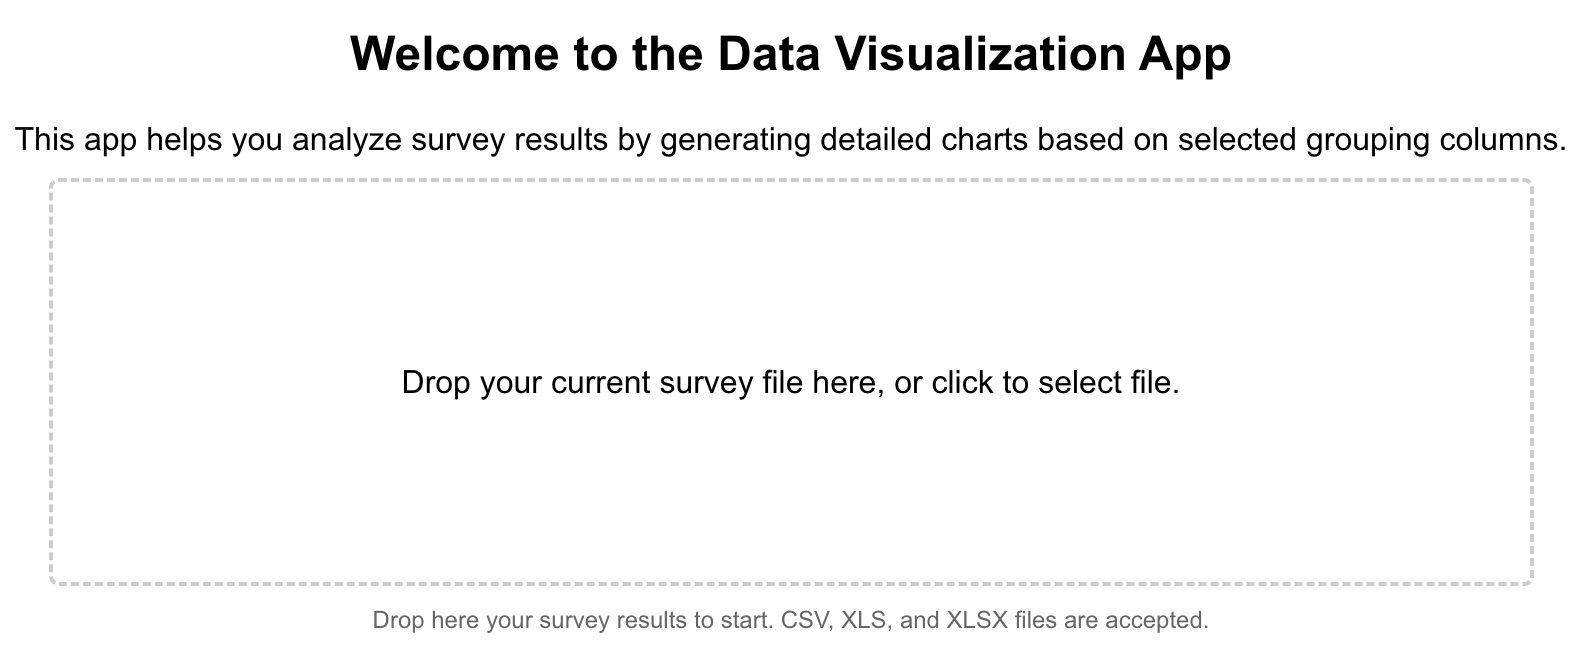 Welcome to the Data Visualization App
This app helps you analyze survey results by generating detailed charts based on selected grouping columns.
Drop your current survey file here, or click to select file.
Drop here your survey results to start. CSV, XLS, and XLSX files are accepted.